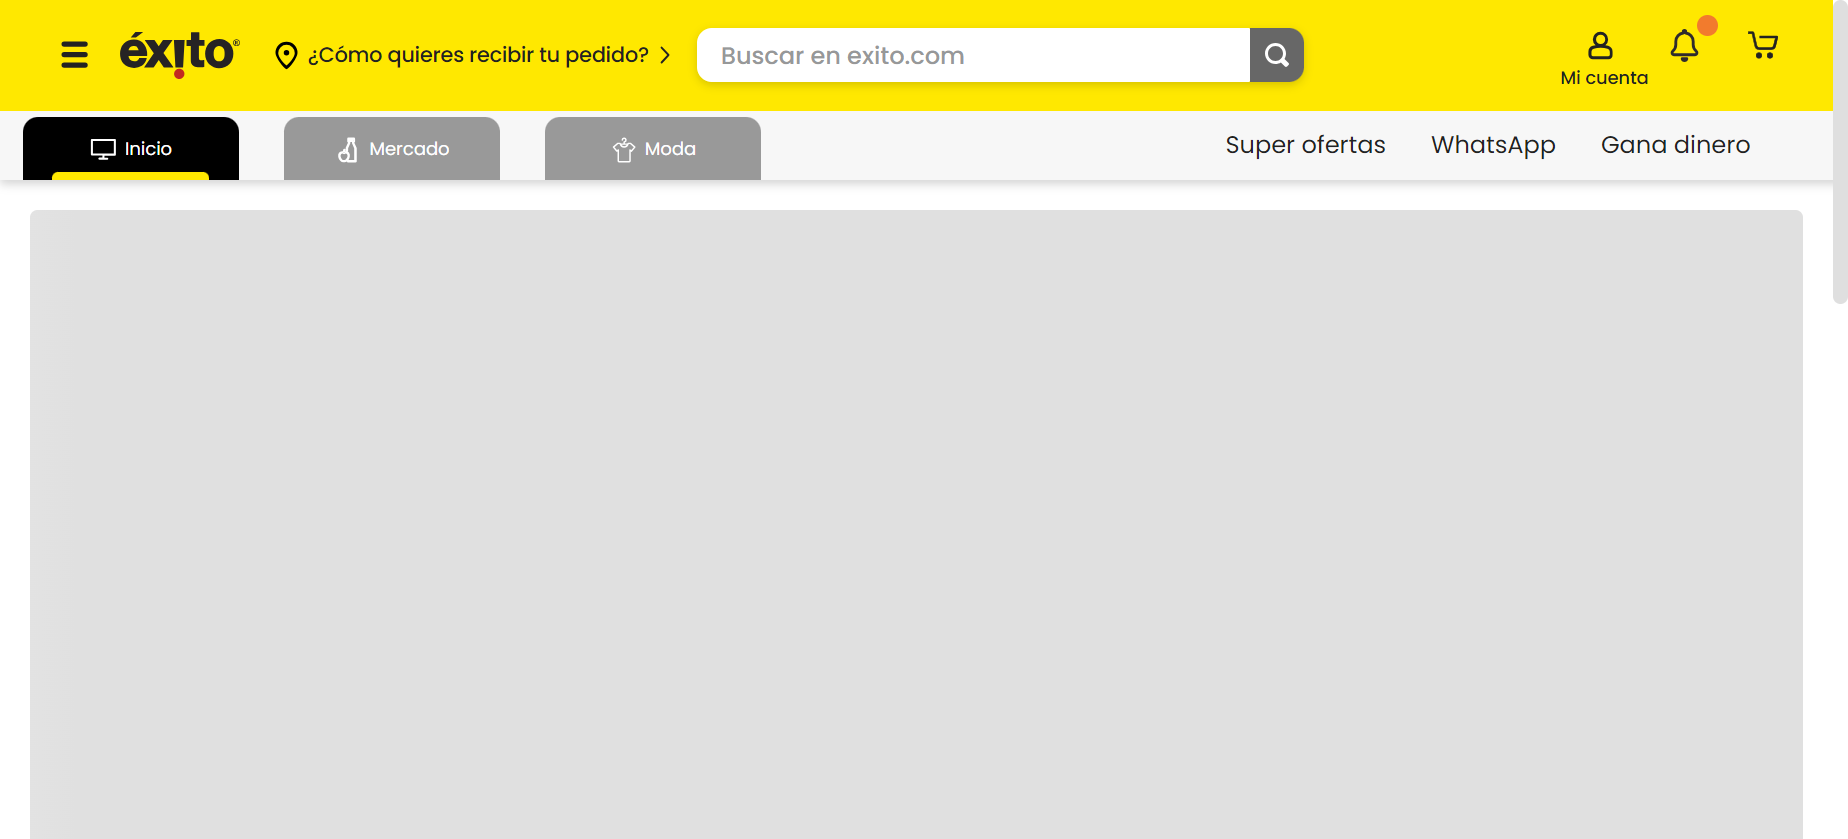 éxito®
¿Cómo quieres recibir tu pedido?
Buscar en exito.com
Mi cuenta
Inicio
Mercado
Moda
Super ofertas
WhatsApp
Gana dinero